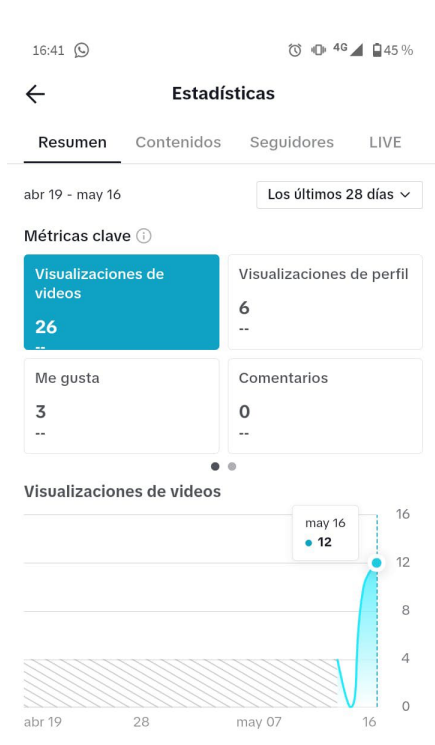 16:41 4G 45 %
Estadísticas
Resumen Contenidos Seguidores LIVE
abr 19 - may 16 Los últimos 28 días
Métricas clave
Visualizaciones de
videos
26
--
Visualizaciones de perfil
6
--
Me gusta
3
--
Comentarios
0
--
Visualizaciones de videos
may 16
12
16
12
8
4
0
abr 19 28 may 07 16